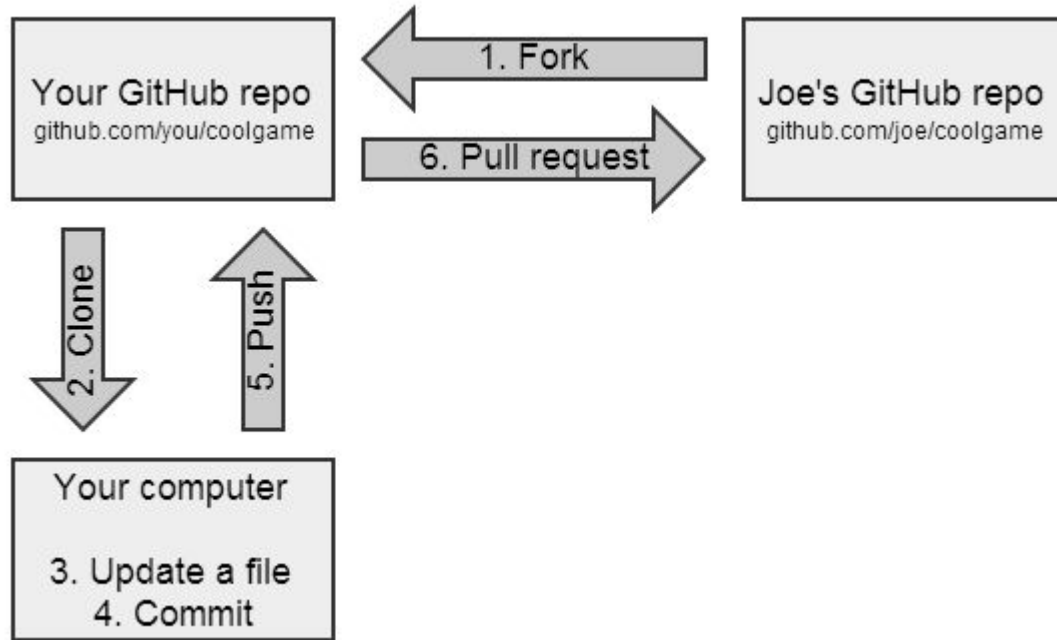 Your GitHub repo
github.com/you/coolgame
1. Fork
6. Pull request
Joe's GitHub repo
github.com/joe/coolgame
2. Clone
5. Push
Your computer
3. Update a file
4. Commit